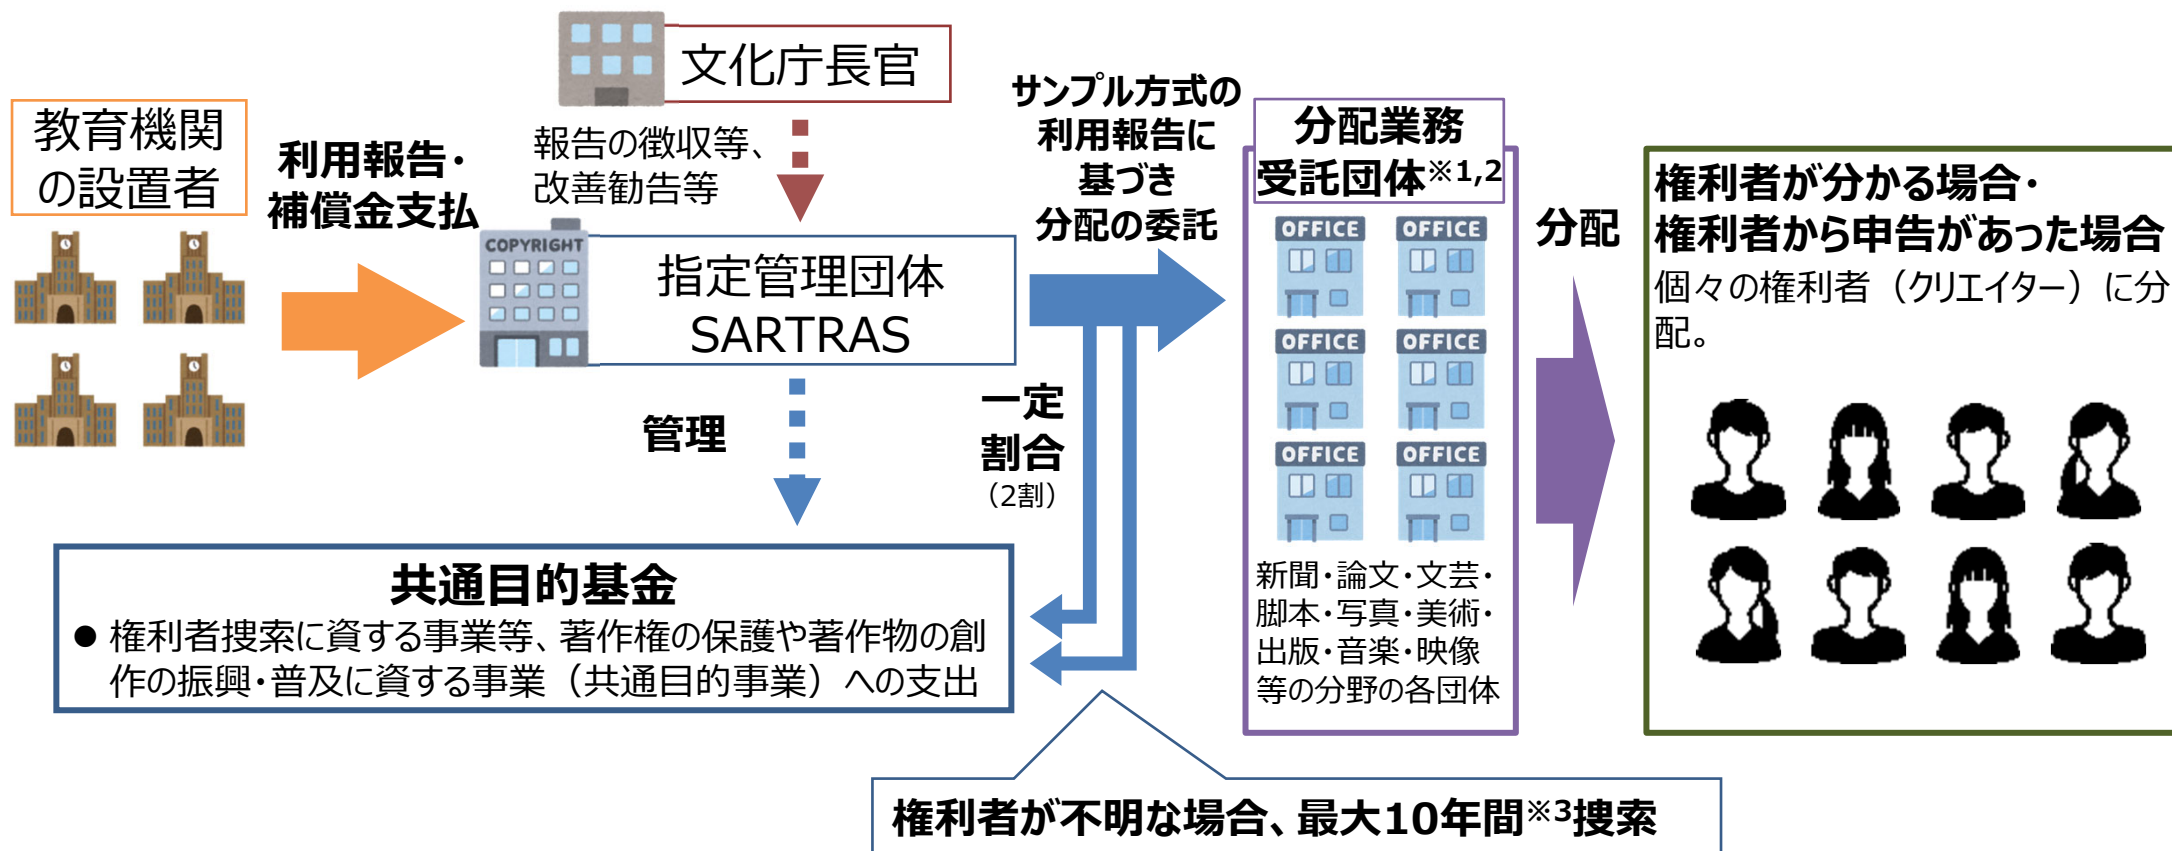 文化庁長官
教育機関
の設置者
利用報告・
補償金支払
報告の徴収等、
改善勧告等
COPYRIGHT
指定管理団体
SARTRAS
サンプル方式の
利用報告に
基づき
分配の委託
分配業務
受託団体※1,2
OFFICE
OFFICE
OFFICE
OFFICE
OFFICE
OFFICE
新聞・論文・文芸・
脚本・写真・美術・
出版・音楽・映像
等の分野の各団体
分配
権利者が分かる場合・
権利者から申告があった場合
個々の権利者（クリエイター）に分
配。
管理
一定
割合
（2割）
共通目的基金
● 権利者捜索に資する事業等、著作権の保護や著作物の創
作の振興・普及に資する事業（共通目的事業）への支出
権利者が不明な場合、最大10年間※3捜索